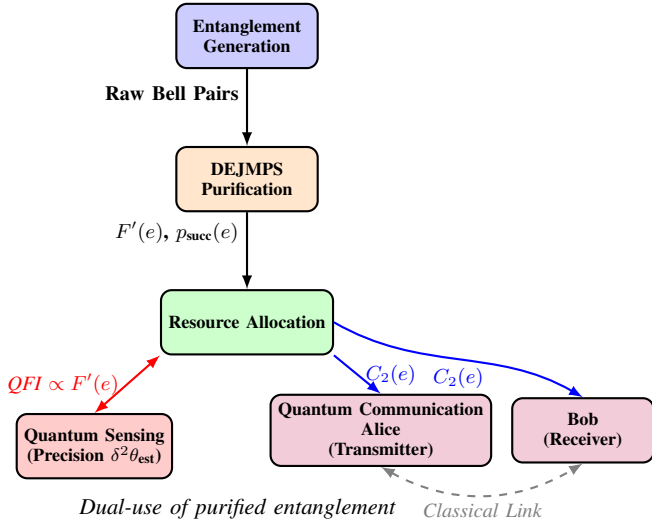 Entanglement
Generation
Raw Bell Pairs
DEJMPS
Purification
F′(e), p_succ(e)
Resource Allocation
QFI ∝ F′(e)
C₂(e)
C₂(e)
Quantum Sensing
(Precision δ²θ_est)
Quantum Communication
Alice
(Transmitter)
Bob
(Receiver)
Dual-use of purified entanglement
Classical Link